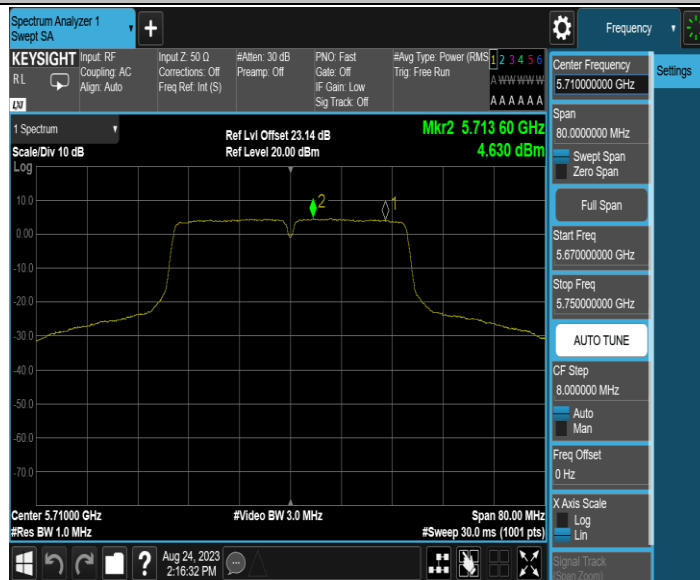 Spectrum Analyzer 1
Swept SA
Frequency
KEYSIGHT
R L
LXI
Input: RF
Coupling: AC
Align: Auto
Input Z: 50 Ω
Corrections: Off
Freq Ref: Int (S)
#Atten: 30 dB
Preamp: Off
PNO: Fast
Gate: Off
IF Gain: Low
Sig Track: Off
#Avg Type: Power (RMS
Trig: Free Run
1 2 3 4 5 6
A W W W W W
A A A A A A
Center Frequency
5.710000000 GHz
Settings
1 Spectrum
Scale/Div 10 dB
Log
Ref Lvl Offset 23.14 dB
Ref Level 20.00 dBm
Mkr2 5.713 60 GHz
4.630 dBm
Span
80.0000000 MHz
Swept Span
Zero Span
Full Span
Start Freq
5.670000000 GHz
Stop Freq
5.750000000 GHz
AUTO TUNE
CF Step
8.000000 MHz
Auto
Man
Freq Offset
0 Hz
X Axis Scale
Log
Lin
Signal Track
(Span Zoom)
2
1
10.0
0.00
-10.0
-20.0
-30.0
-40.0
-50.0
-60.0
-70.0
Center 5.71000 GHz
#Res BW 1.0 MHz
#Video BW 3.0 MHz
Span 80.00 MHz
#Sweep 30.0 ms (1001 pts)
?
Aug 24, 2023
2:16:32 PM